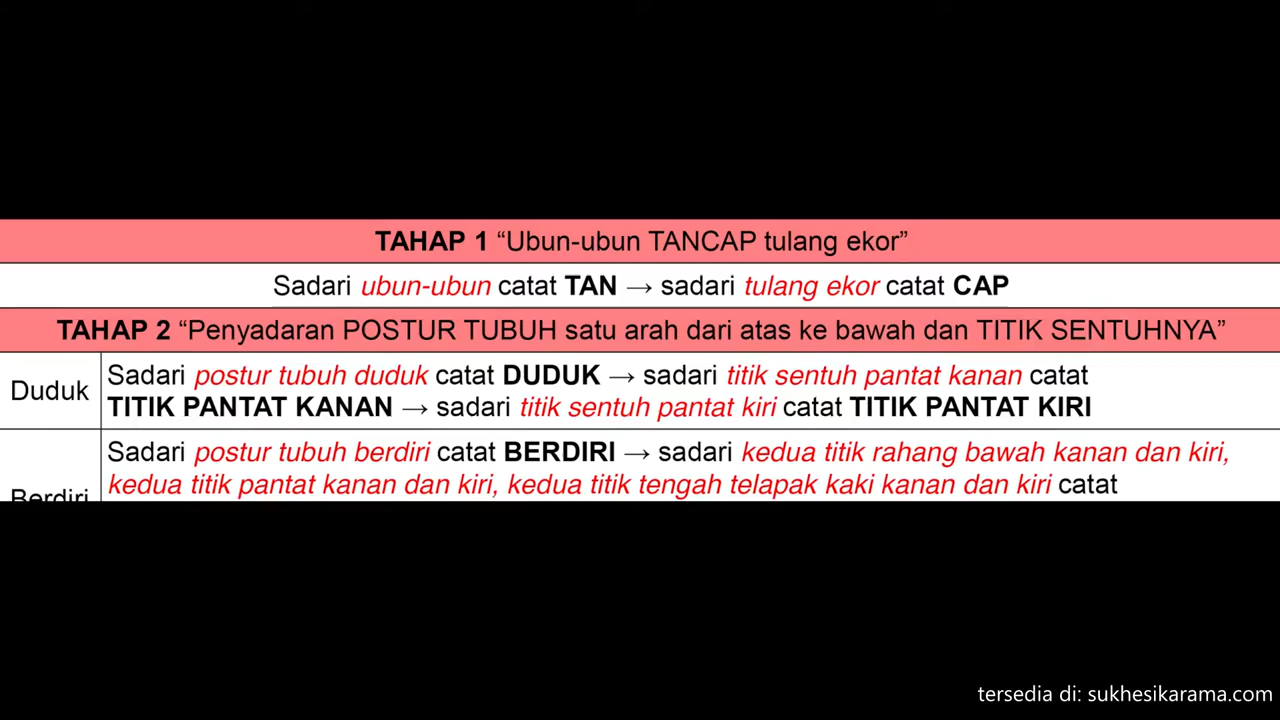 TAHAP 1 “Ubun-ubun TANCAP tulang ekor”
Sadari ubun-ubun catat TAN → sadari tulang ekor catat CAP
TAHAP 2 “Penyadaran POSTUR TUBUH satu arah dari atas ke bawah dan TITIK SENTUHNYA”
Duduk
Sadari postur tubuh duduk catat DUDUK → sadari titik sentuh pantat kanan catat
TITIK PANTAT KANAN → sadari titik sentuh pantat kiri catat TITIK PANTAT KIRI
Berdiri
Sadari postur tubuh berdiri catat BERDIRI → sadari kedua titik rahang bawah kanan dan kiri,
kedua titik pantat kanan dan kiri, kedua titik tengah telapak kaki kanan dan kiri catat
tersedia di: sukhesikarama.com